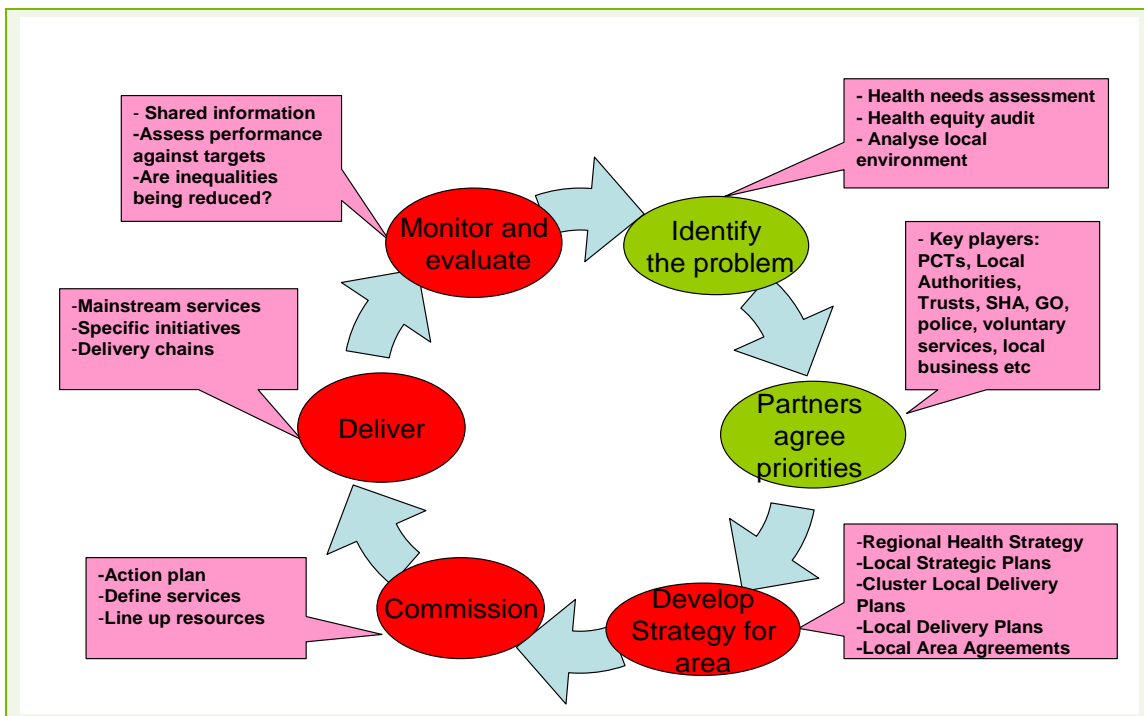 - Shared information
-Assess performance
against targets
-Are inequalities
being reduced?
- Health needs assessment
- Health equity audit
- Analyse local
environment
Monitor and
evaluate
Identify
the problem
- Key players:
PCTs, Local
Authorities,
Trusts, SHA, GO,
police, voluntary
services, local
business etc
-Mainstream services
-Specific initiatives
-Delivery chains
Deliver
Partners
agree
priorities
-Regional Health Strategy
-Local Strategic Plans
-Cluster Local Delivery
Plans
-Local Delivery Plans
-Local Area Agreements
-Action plan
-Define services
-Line up resources
Commission
Develop
Strategy for
area